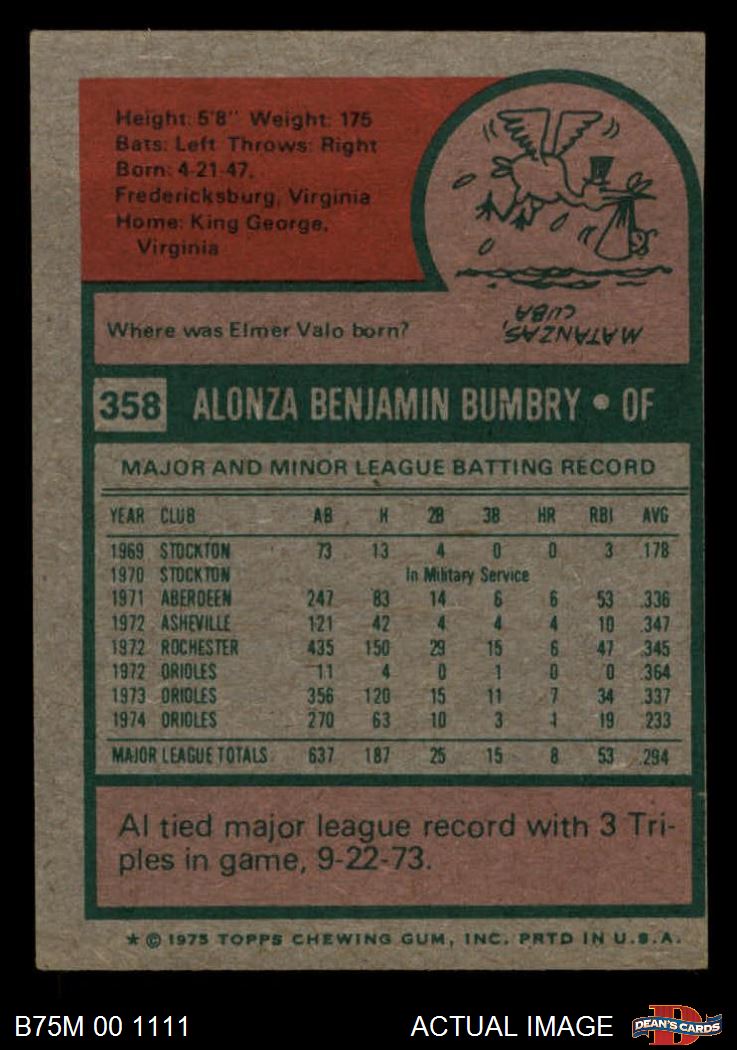 Height: 5'8" Weight: 175
Bats: Left Throws: Right
Born: 4-21-47,
Fredericksburg, Virginia
Home: King George,
Virginia
Where was Elmer Valo born?
MATANZAS,
CUBA
358 ALONZA BENJAMIN BUMBRY • OF
MAJOR AND MINOR LEAGUE BATTING RECORD
YEAR CLUB AB H 2B 3B HR RBI AVG
1969 STOCKTON 73 13 4 0 0 3 .178
1970 STOCKTON In Military Service
1971 ABERDEEN 247 83 14 6 6 53 .336
1972 ASHEVILLE 121 42 4 4 4 10 .347
1972 ROCHESTER 435 150 29 15 6 47 .345
1972 ORIOLES 11 4 0 1 0 0 .364
1973 ORIOLES 356 120 15 11 7 34 .337
1974 ORIOLES 270 63 10 3 1 19 .233
MAJOR LEAGUE TOTALS 637 187 25 15 8 53 .294
Al tied major league record with 3 Tri-
ples in game, 9-22-73.
* © 1975 TOPPS CHEWING GUM, INC. PRTD IN U.S.A.
B75M 00 1111 ACTUAL IMAGE
DEAN'S CARDS